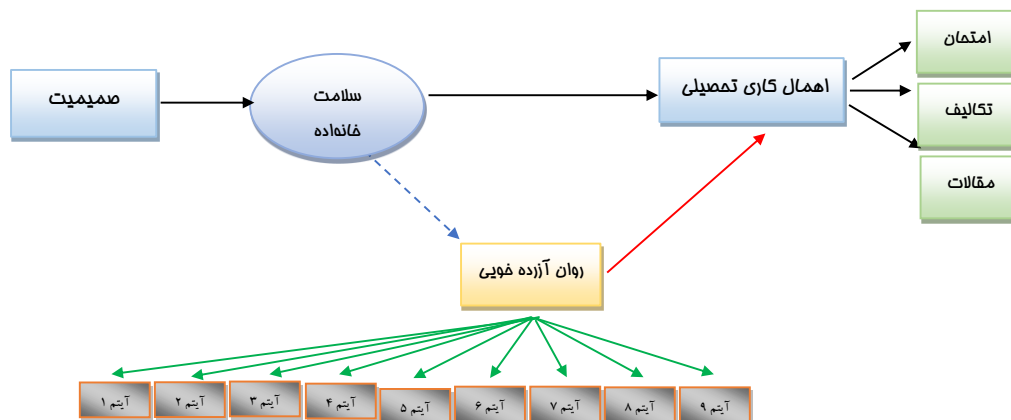 صمیمیت
سلامت
خانواده
اهمال کاری تحصیلی
امتحان
تکالیف
مقالات
روان آزرده خویی
آیتم ۱
آیتم ۲
آیتم ۳
آیتم ۴
آیتم ۵
آیتم ۶
آیتم ۷
آیتم ۸
آیتم ۹